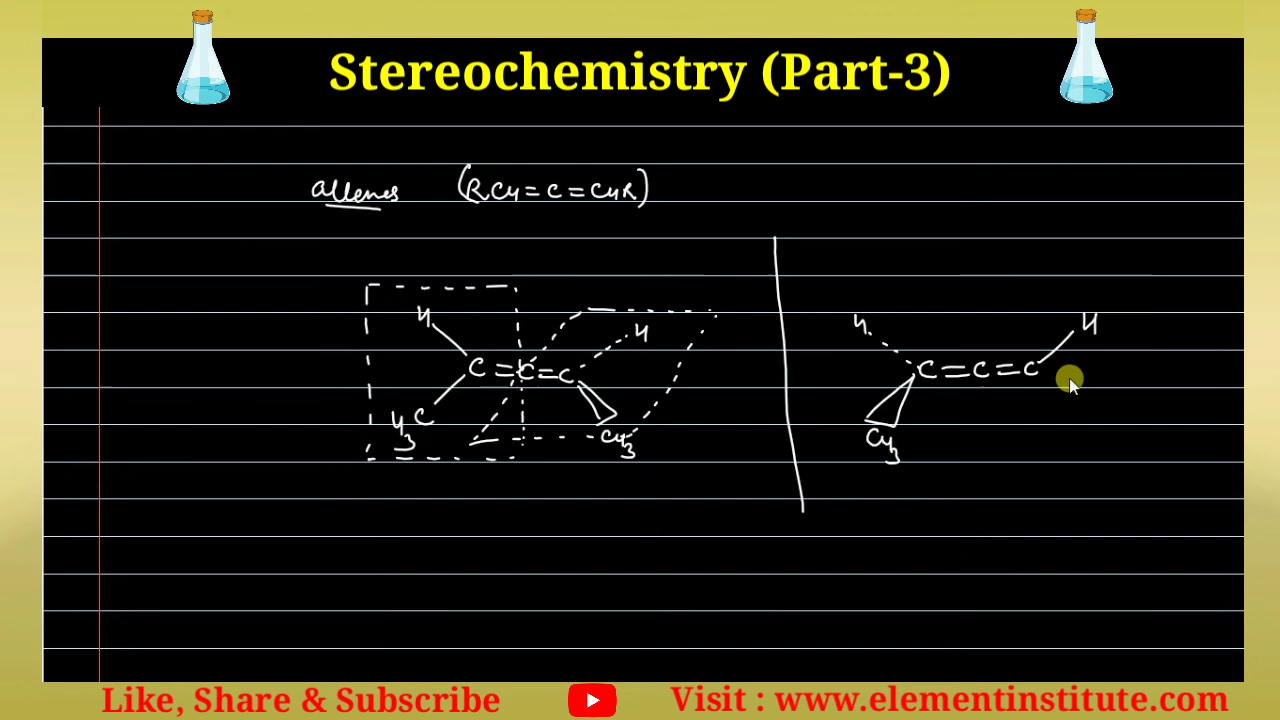 Stereochemistry (Part-3)
allenes (RCH=C=CHR)
H H H H
C=C=C C=C=C
H3C CH3 CH3
Like, Share & Subscribe Visit : www.elementinstitute.com